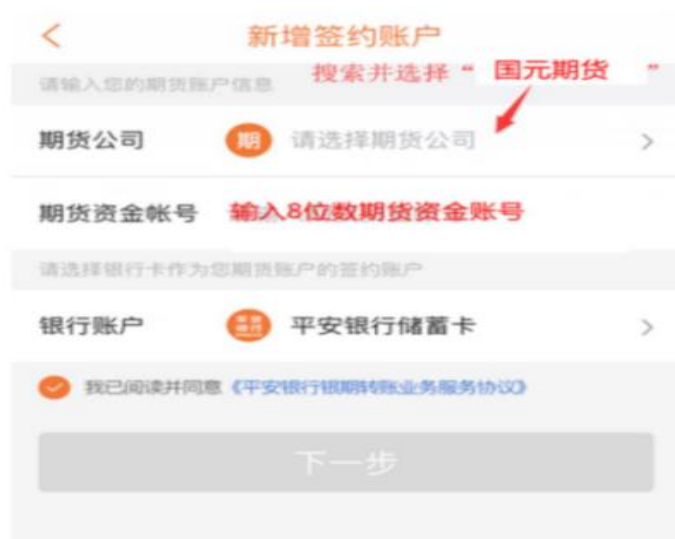 新增签约账户
搜索并选择“ 国元期货 ”
请输入您的期货账户信息
期货公司 期 请选择期货公司
期货资金帐号 输入8位数期货资金账号
请选择银行卡作为您期货账户的签约账户
银行账户 平安银行 平安银行储蓄卡
我已阅读并同意《平安银行银期转账业务服务协议》
下一步